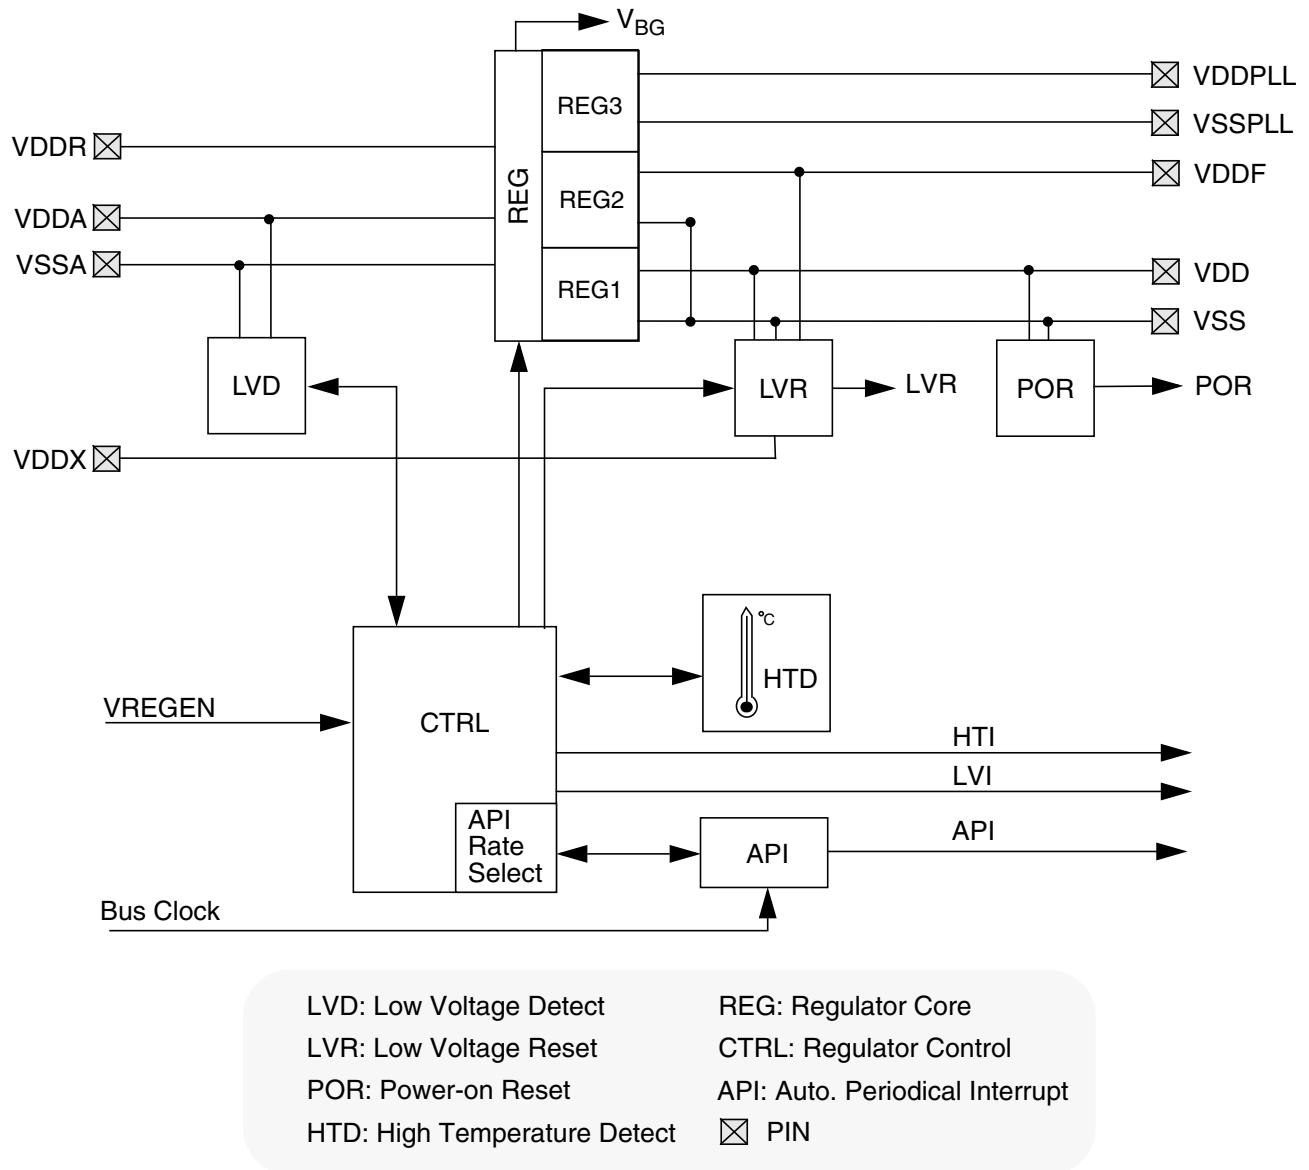 VBG
VDDPLL
REG3
VSSPLL
VDDR
VDDF
REG
REG2
VDDA
VSSA
VDD
REG1
VSS
LVD
LVR
LVR
POR
POR
VDDX
°C
HTD
VREGEN
CTRL
HTI
LVI
API
Rate
Select
API
API
Bus Clock
LVD: Low Voltage Detect
REG: Regulator Core
LVR: Low Voltage Reset
CTRL: Regulator Control
POR: Power-on Reset
API: Auto. Periodical Interrupt
HTD: High Temperature Detect
PIN